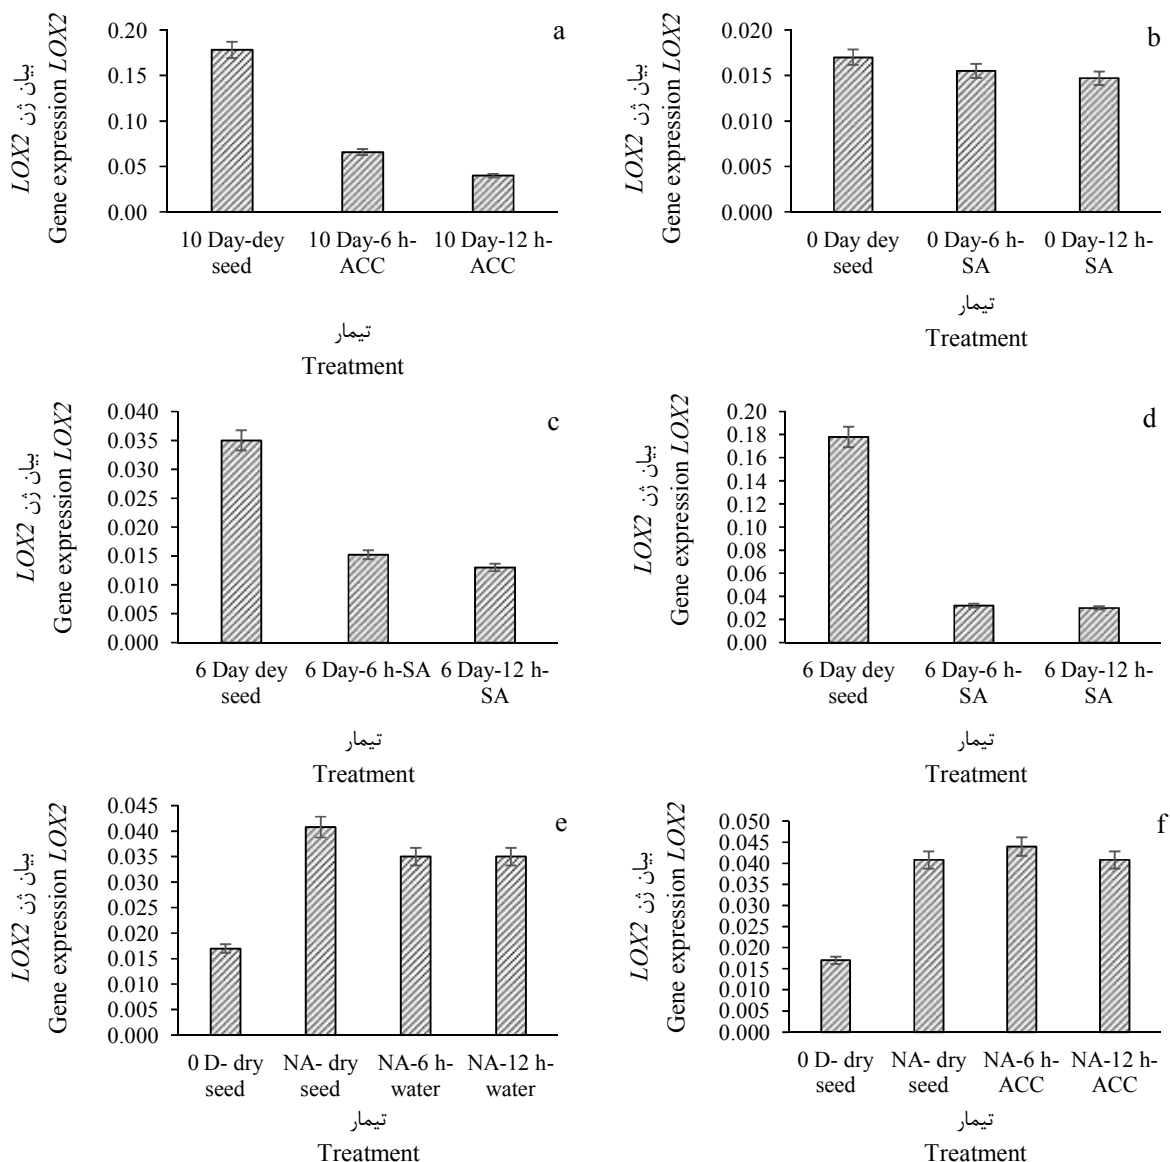 a
بیان ژن LOX2
Gene expression LOX2
0.20
0.15
0.10
0.05
0.00
10 Day-dey seed
10 Day-6 h-ACC
10 Day-12 h-ACC
تیمار
Treatment
b
بیان ژن LOX2
Gene expression LOX2
0.020
0.015
0.010
0.005
0.000
0 Day dey seed
0 Day-6 h-SA
0 Day-12 h-SA
تیمار
Treatment
c
بیان ژن LOX2
Gene expression LOX2
0.040
0.035
0.030
0.025
0.020
0.015
0.010
0.005
0.000
6 Day dey seed
6 Day-6 h-SA
6 Day-12 h-SA
تیمار
Treatment
d
بیان ژن LOX2
Gene expression LOX2
0.20
0.18
0.16
0.14
0.12
0.10
0.08
0.06
0.04
0.02
0.00
6 Day dey seed
6 Day-6 h-SA
6 Day-12 h-SA
تیمار
Treatment
e
بیان ژن LOX2
Gene expression LOX2
0.045
0.040
0.035
0.030
0.025
0.020
0.015
0.010
0.005
0.000
0 D- dry seed
NA- dry seed
NA-6 h-water
NA-12 h-water
تیمار
Treatment
f
بیان ژن LOX2
Gene expression LOX2
0.050
0.045
0.040
0.035
0.030
0.025
0.020
0.015
0.010
0.005
0.000
0 D- dry seed
NA- dry seed
NA-6 h-ACC
NA-12 h-ACC
تیمار
Treatment